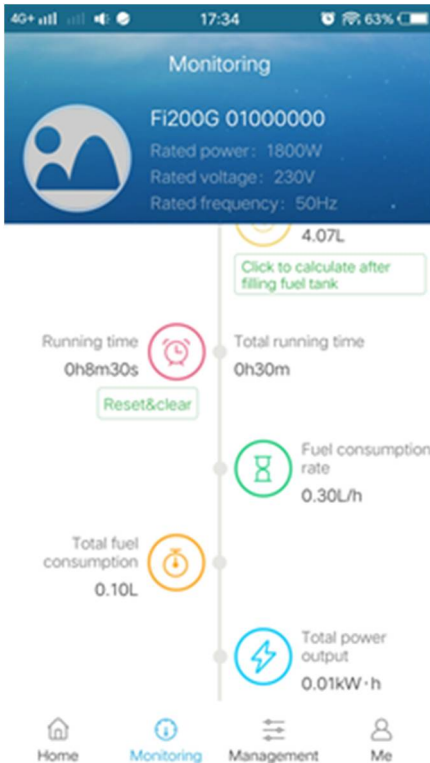 4G+ 17:34 63%
Monitoring
Fi200G 01000000
Rated power: 1800W
Rated voltage: 230V
Rated frequency: 50Hz
4.07L
Click to calculate after
filling fuel tank
Running time
0h8m30s
Reset&clear
Total running time
0h30m
Fuel consumption
rate
0.30L/h
Total fuel
consumption
0.10L
Total power
output
0.01kW·h
Home Monitoring Management Me